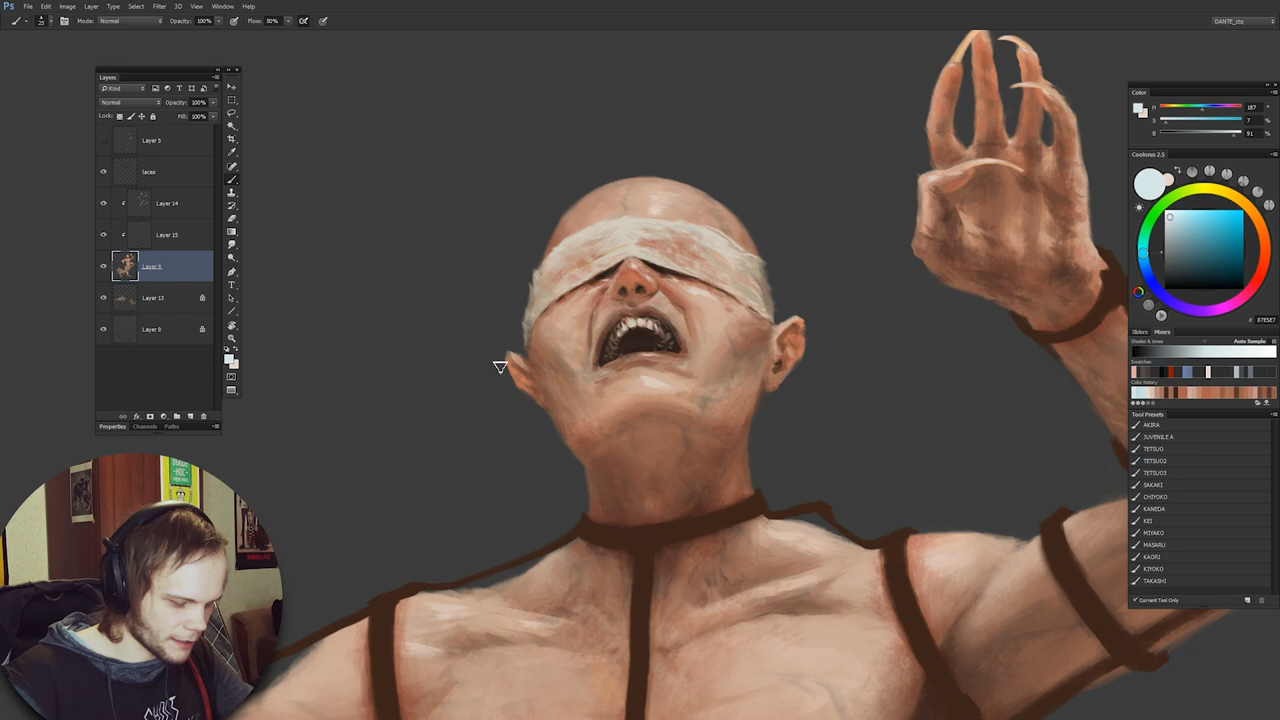 Ps File Edit Image Layer Type Select Filter 3D View Window Help
25 Mode: Normal Opacity: 100% Flow: 50% DANTE_ctq
Layers
Kind
Normal Opacity: 100%
Lock: Fill: 100%
Layer 5
laces
Layer 14
Layer 15
Layer 9
Layer 13
Layer 0
Properties Channels Paths
Color
H 187 °
S 7 %
B 91 %
Coolorus 2.5
# D7E5E7
Sliders Mixers
Shades & tones Auto Sample
Swatches
Color history
Tool Presets
AKIRA
JUVENILE A
TETSUO
TETSUO2
TETSUO3
SAKAKI
CHIYOKO
KANEDA
KEI
MIYAKO
MASARU
KAORI
KIYOKO
TAKASHI
Current Tool Only